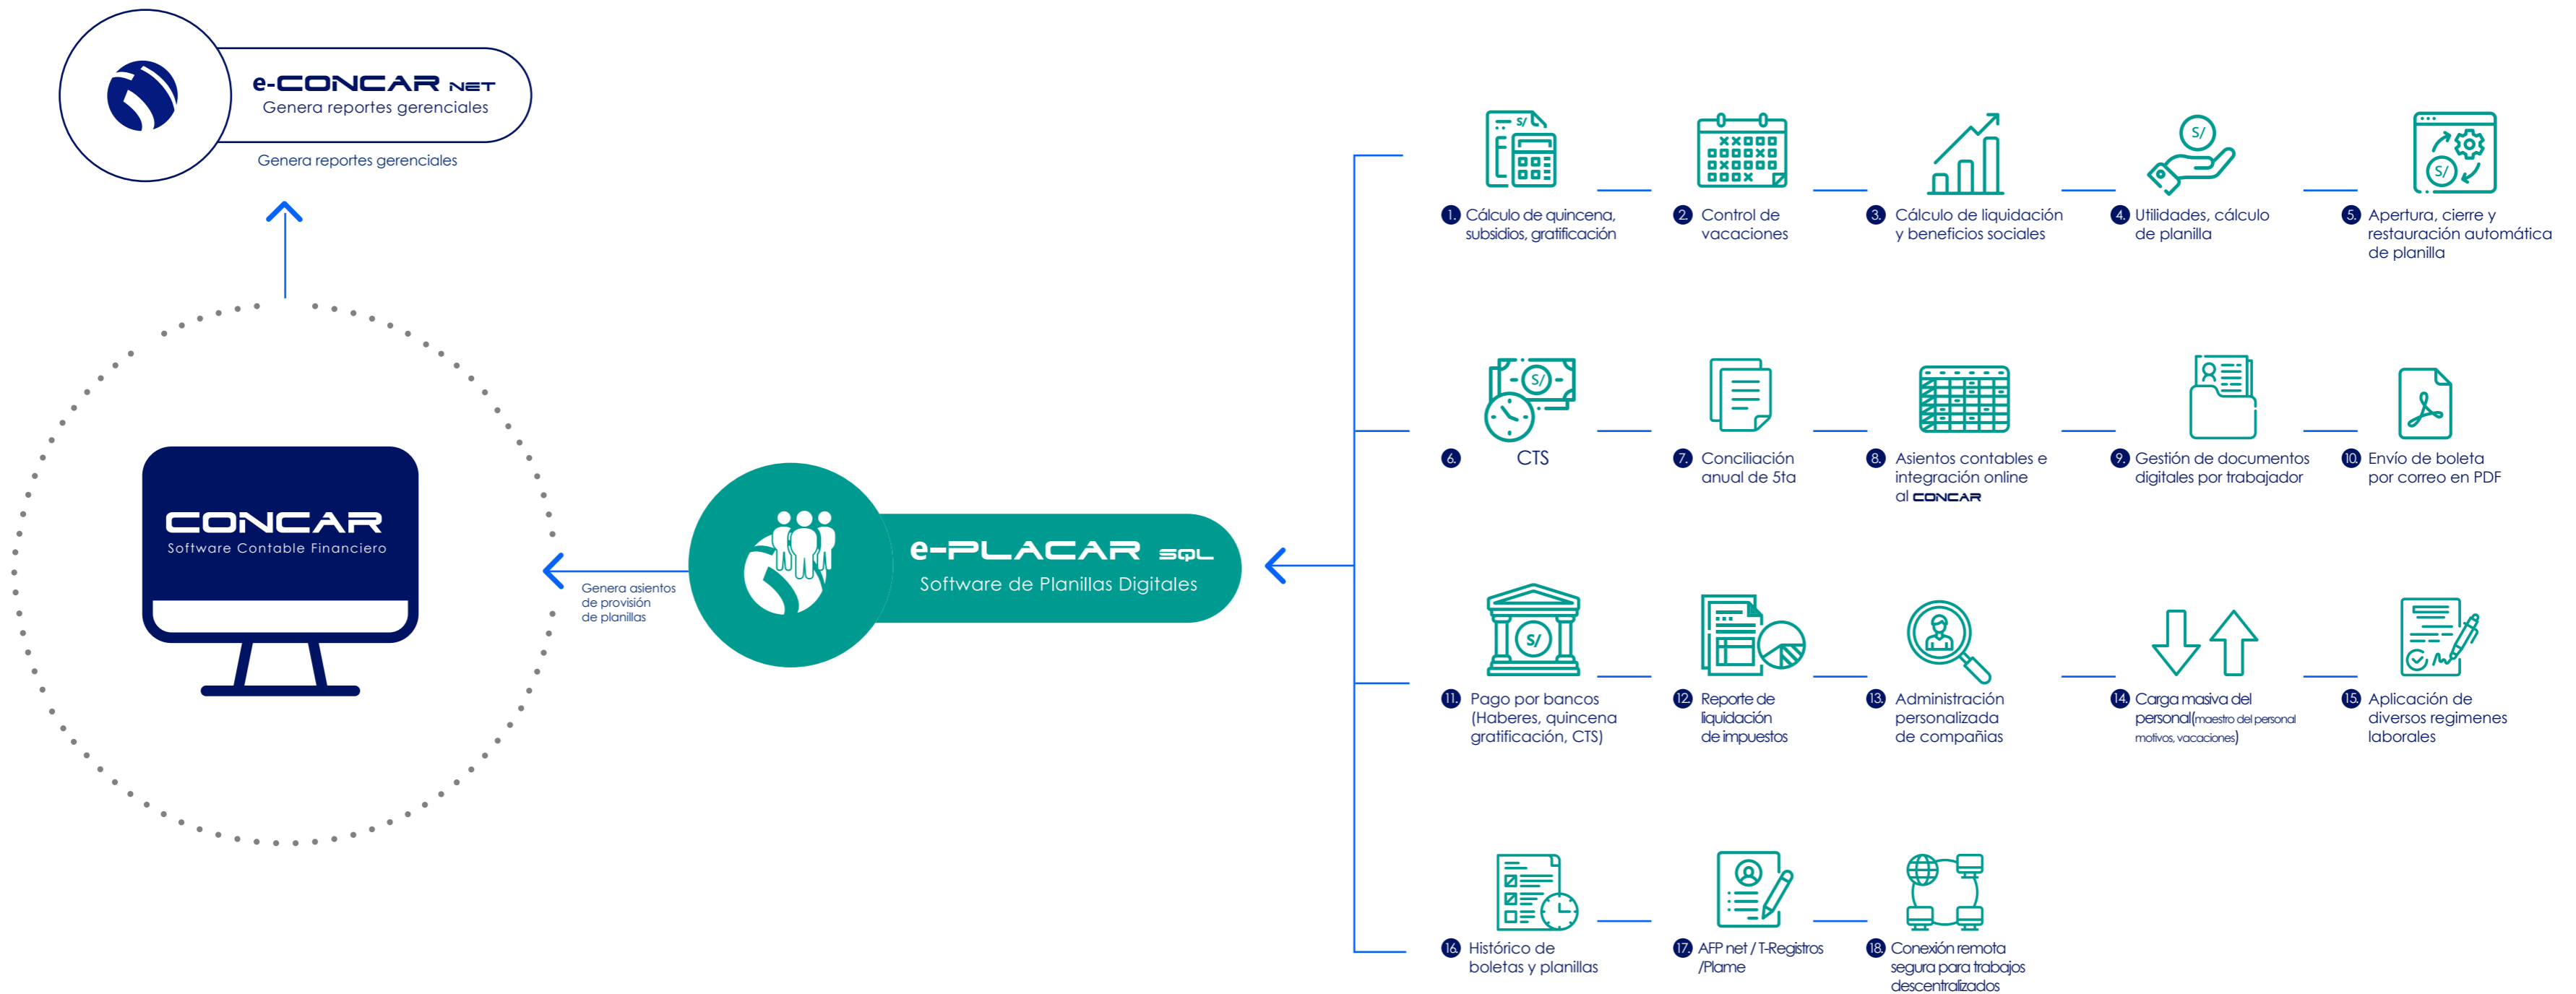 e-CONCAR NET
Genera reportes gerenciales
Genera reportes gerenciales
CONCAR
Software Contable Financiero
Genera asientos
de provisión
de planillas
e-PLACAR SQL
Software de Planillas Digitales
S/
1. Cálculo de quincena,
subsidios, gratificación
2. Control de
vacaciones
3. Cálculo de liquidación
y beneficios sociales
S/
4. Utilidades, cálculo
de planilla
S/
5. Apertura, cierre y
restauración automática
de planilla
S/
6. CTS
7. Conciliación
anual de 5ta
8. Asientos contables e
integración online
al CONCAR
9. Gestión de documentos
digitales por trabajador
10. Envío de boleta
por correo en PDF
S/
11. Pago por bancos
(Haberes, quincena
gratificación, CTS)
12. Reporte de
liquidación
de impuestos
13. Administración
personalizada
de compañias
14. Carga masiva del
personal(maestro del personal
motivos, vacaciones)
15. Aplicación de
diversos regimenes
laborales
16. Histórico de
boletas y planillas
17. AFP net / T-Registros
/Plame
18. Conexión remota
segura para trabajos
descentralizados